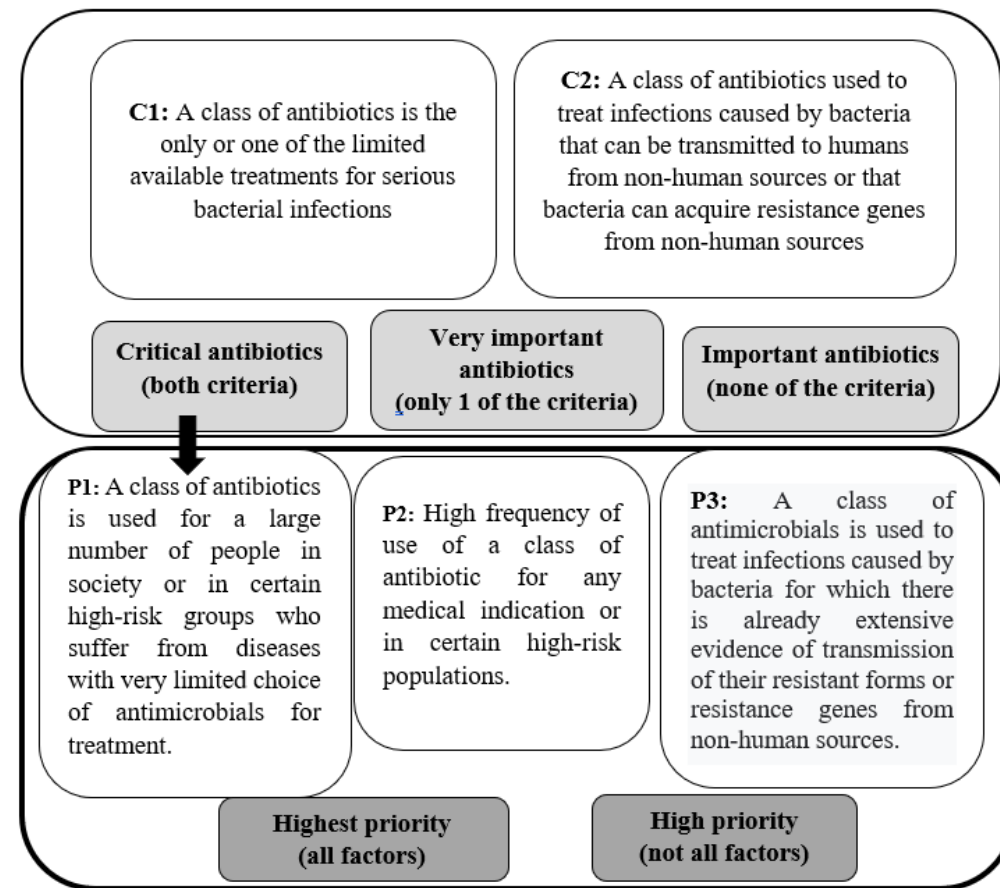 C1: A class of antibiotics is the
only or one of the limited
available treatments for serious
bacterial infections
C2: A class of antibiotics used to
treat infections caused by bacteria
that can be transmitted to humans
from non-human sources or that
bacteria can acquire resistance genes
from non-human sources
Critical antibiotics
(both criteria)
Very important
antibiotics
(only 1 of the criteria)
Important antibiotics
(none of the criteria)
P1: A class of antibiotics
is used for a large
number of people in
society or in certain
high-risk groups who
suffer from diseases
with very limited choice
of antimicrobials for
treatment.
P2: High frequency of
use of a class of
antibiotic for any
medical indication or
in certain high-risk
populations.
P3: A class of
antimicrobials is used to
treat infections caused by
bacteria for which there
is already extensive
evidence of transmission
of their resistant forms or
resistance genes from
non-human sources.
Highest priority
(all factors)
High priority
(not all factors)